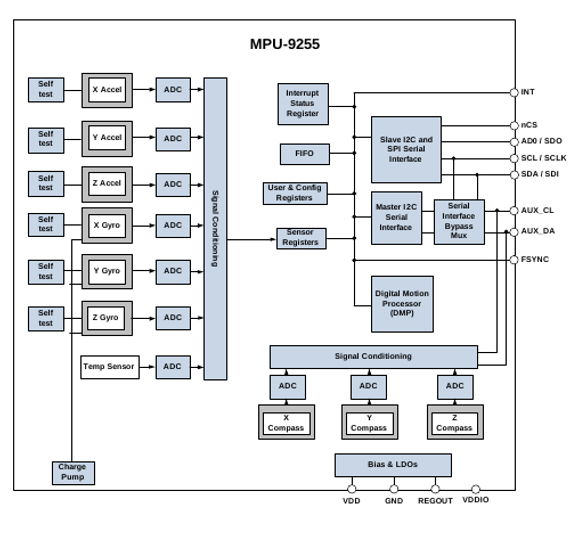 MPU-9255
Self
test
X Accel
ADC
Self
test
Y Accel
ADC
Self
test
Z Accel
ADC
Self
test
X Gyro
ADC
Self
test
Y Gyro
ADC
Self
test
Z Gyro
ADC
Temp Sensor
ADC
Signal Conditioning
Charge
Pump
Interrupt
Status
Register
FIFO
User & Config
Registers
Sensor
Registers
Slave I2C and
SPI Serial
Interface
Master I2C
Serial
Interface
Serial
Interface
Bypass
Mux
Digital Motion
Processor
(DMP)
INT
nCS
AD0 / SDO
SCL / SCLK
SDA / SDI
AUX_CL
AUX_DA
FSYNC
Signal Conditioning
ADC
ADC
ADC
X
Compass
Y
Compass
Z
Compass
Bias & LDOs
VDD
GND
REGOUT
VDDIO